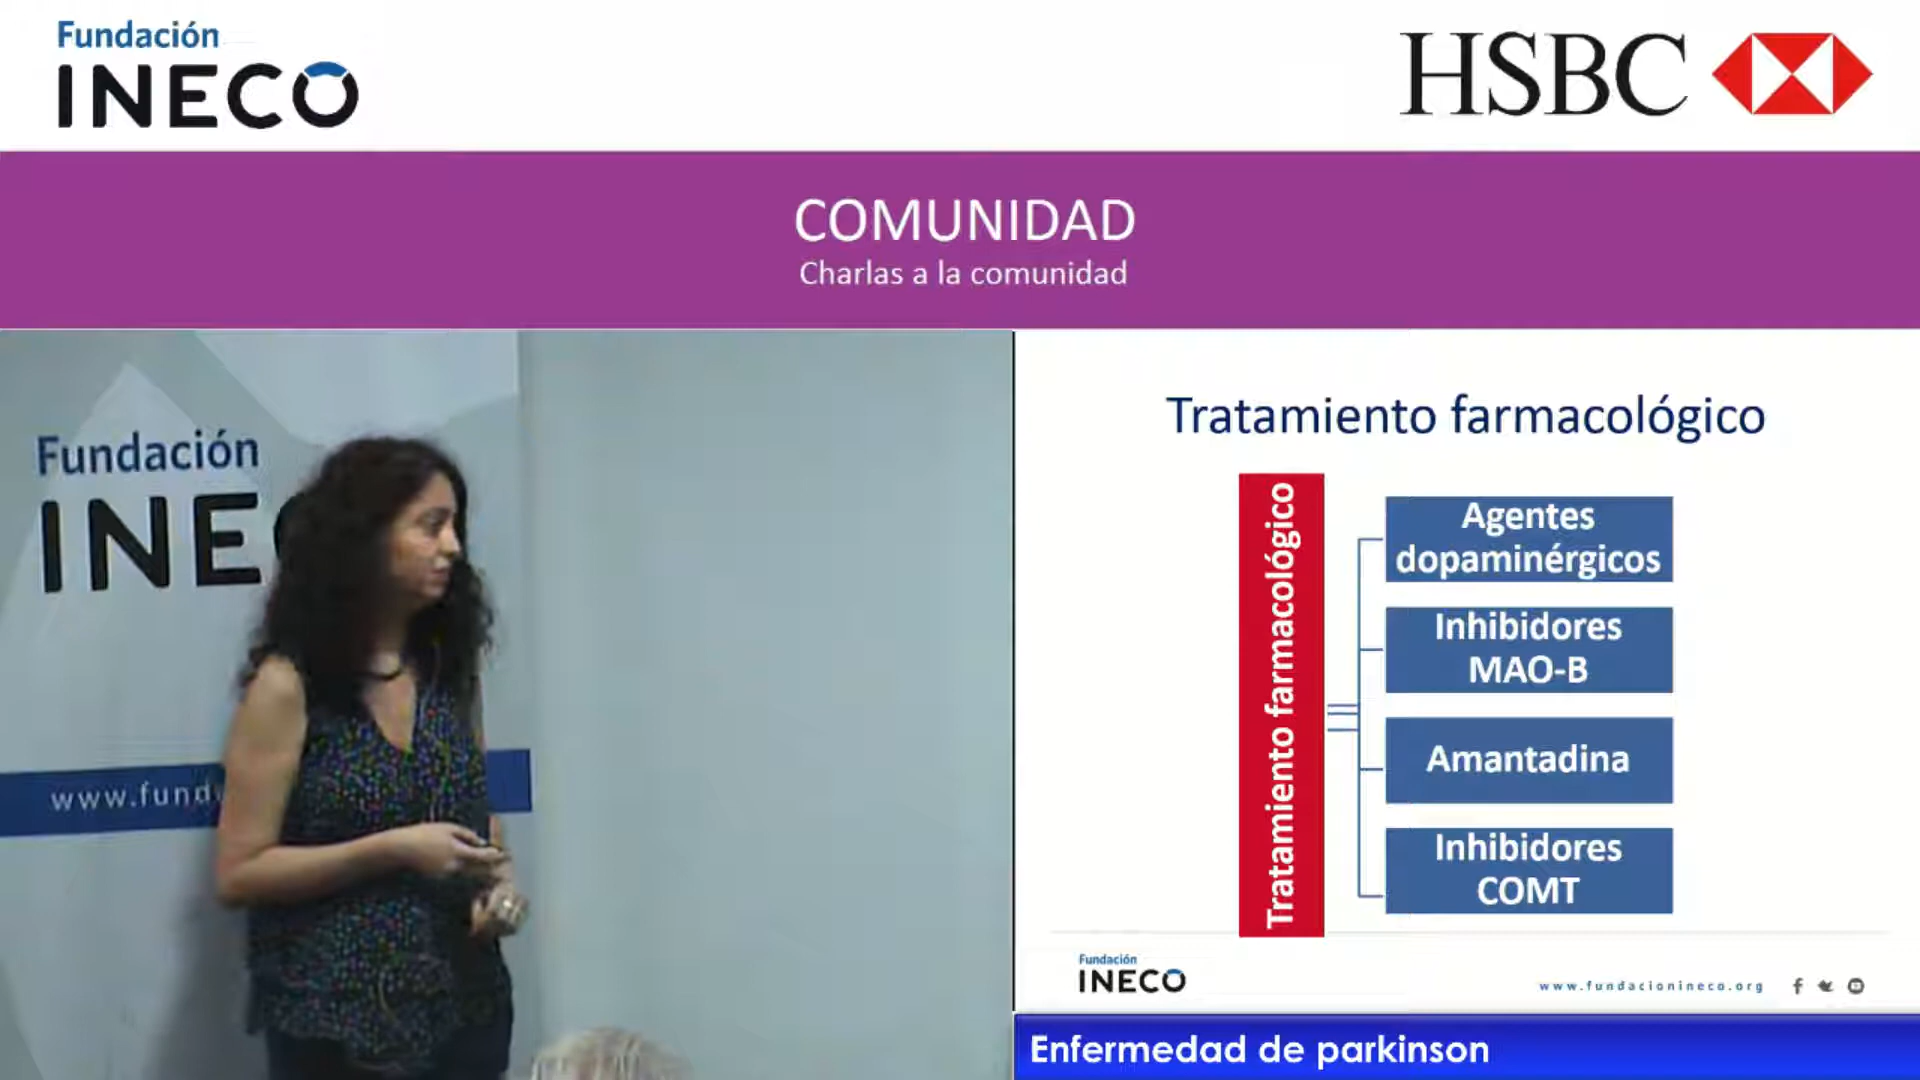 Fundación
INECO
HSBC
COMUNIDAD
Charlas a la comunidad
Fundación
INE
www.fund
Tratamiento farmacológico
Tratamiento farmacológico
Agentes
dopaminérgicos
Inhibidores
MAO-B
Amantadina
Inhibidores
COMT
Fundación
INECO
www.fundacionineco.org
Enfermedad de parkinson